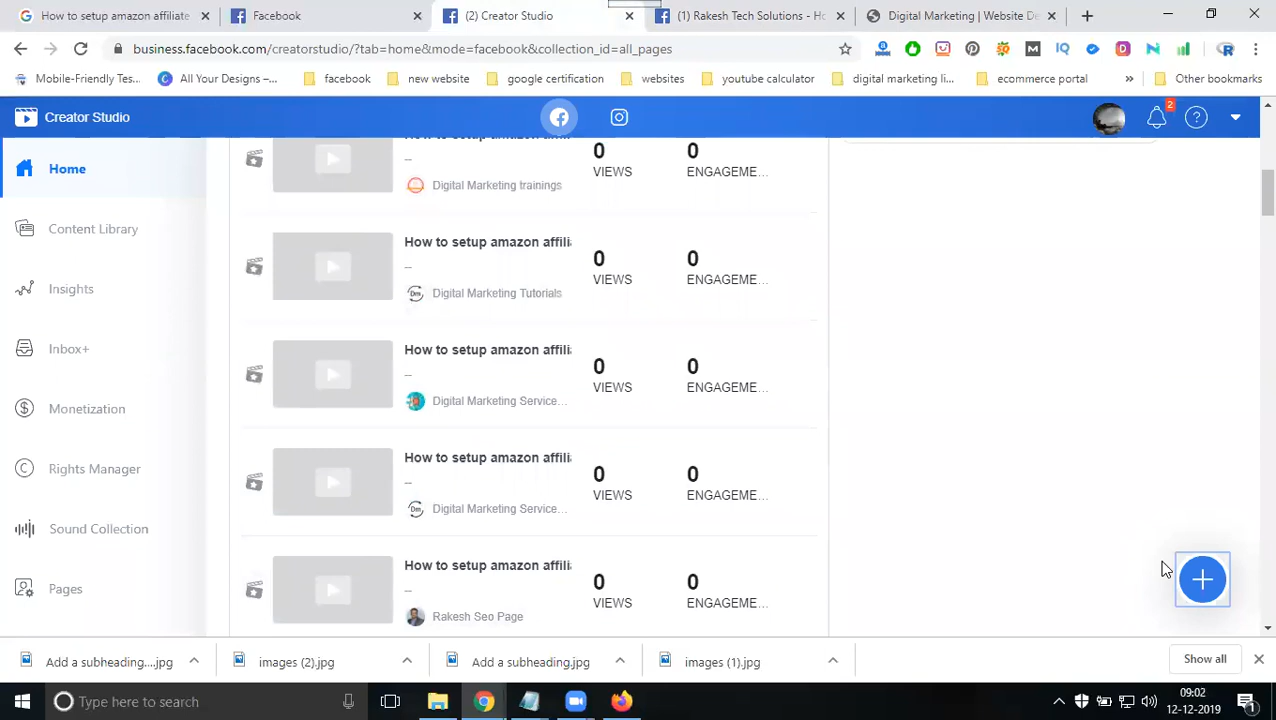 How to setup amazon affiliate
Facebook
(2) Creator Studio
(1) Rakesh Tech Solutions - Ho
Digital Marketing | Website De
business.facebook.com/creatorstudio/?tab=home&mode=facebook&collection_id=all_pages
Mobile-Friendly Tes...
All Your Designs –...
facebook
new website
google certification
websites
youtube calculator
digital marketing li...
ecommerce portal
»
Other bookmarks
Creator Studio
2
Home
Content Library
Insights
Inbox+
Monetization
Rights Manager
Sound Collection
Pages
--
Digital Marketing trainings
0
VIEWS
0
ENGAGEME...
How to setup amazon affili
--
Digital Marketing Tutorials
0
VIEWS
0
ENGAGEME...
How to setup amazon affili
--
Digital Marketing Service...
0
VIEWS
0
ENGAGEME...
How to setup amazon affili
--
Digital Marketing Service...
0
VIEWS
0
ENGAGEME...
How to setup amazon affili
--
Rakesh Seo Page
0
VIEWS
0
ENGAGEME...
Add a subheading....jpg
images (2).jpg
Add a subheading.jpg
images (1).jpg
Show all
Type here to search
09:02
12-12-2019
1